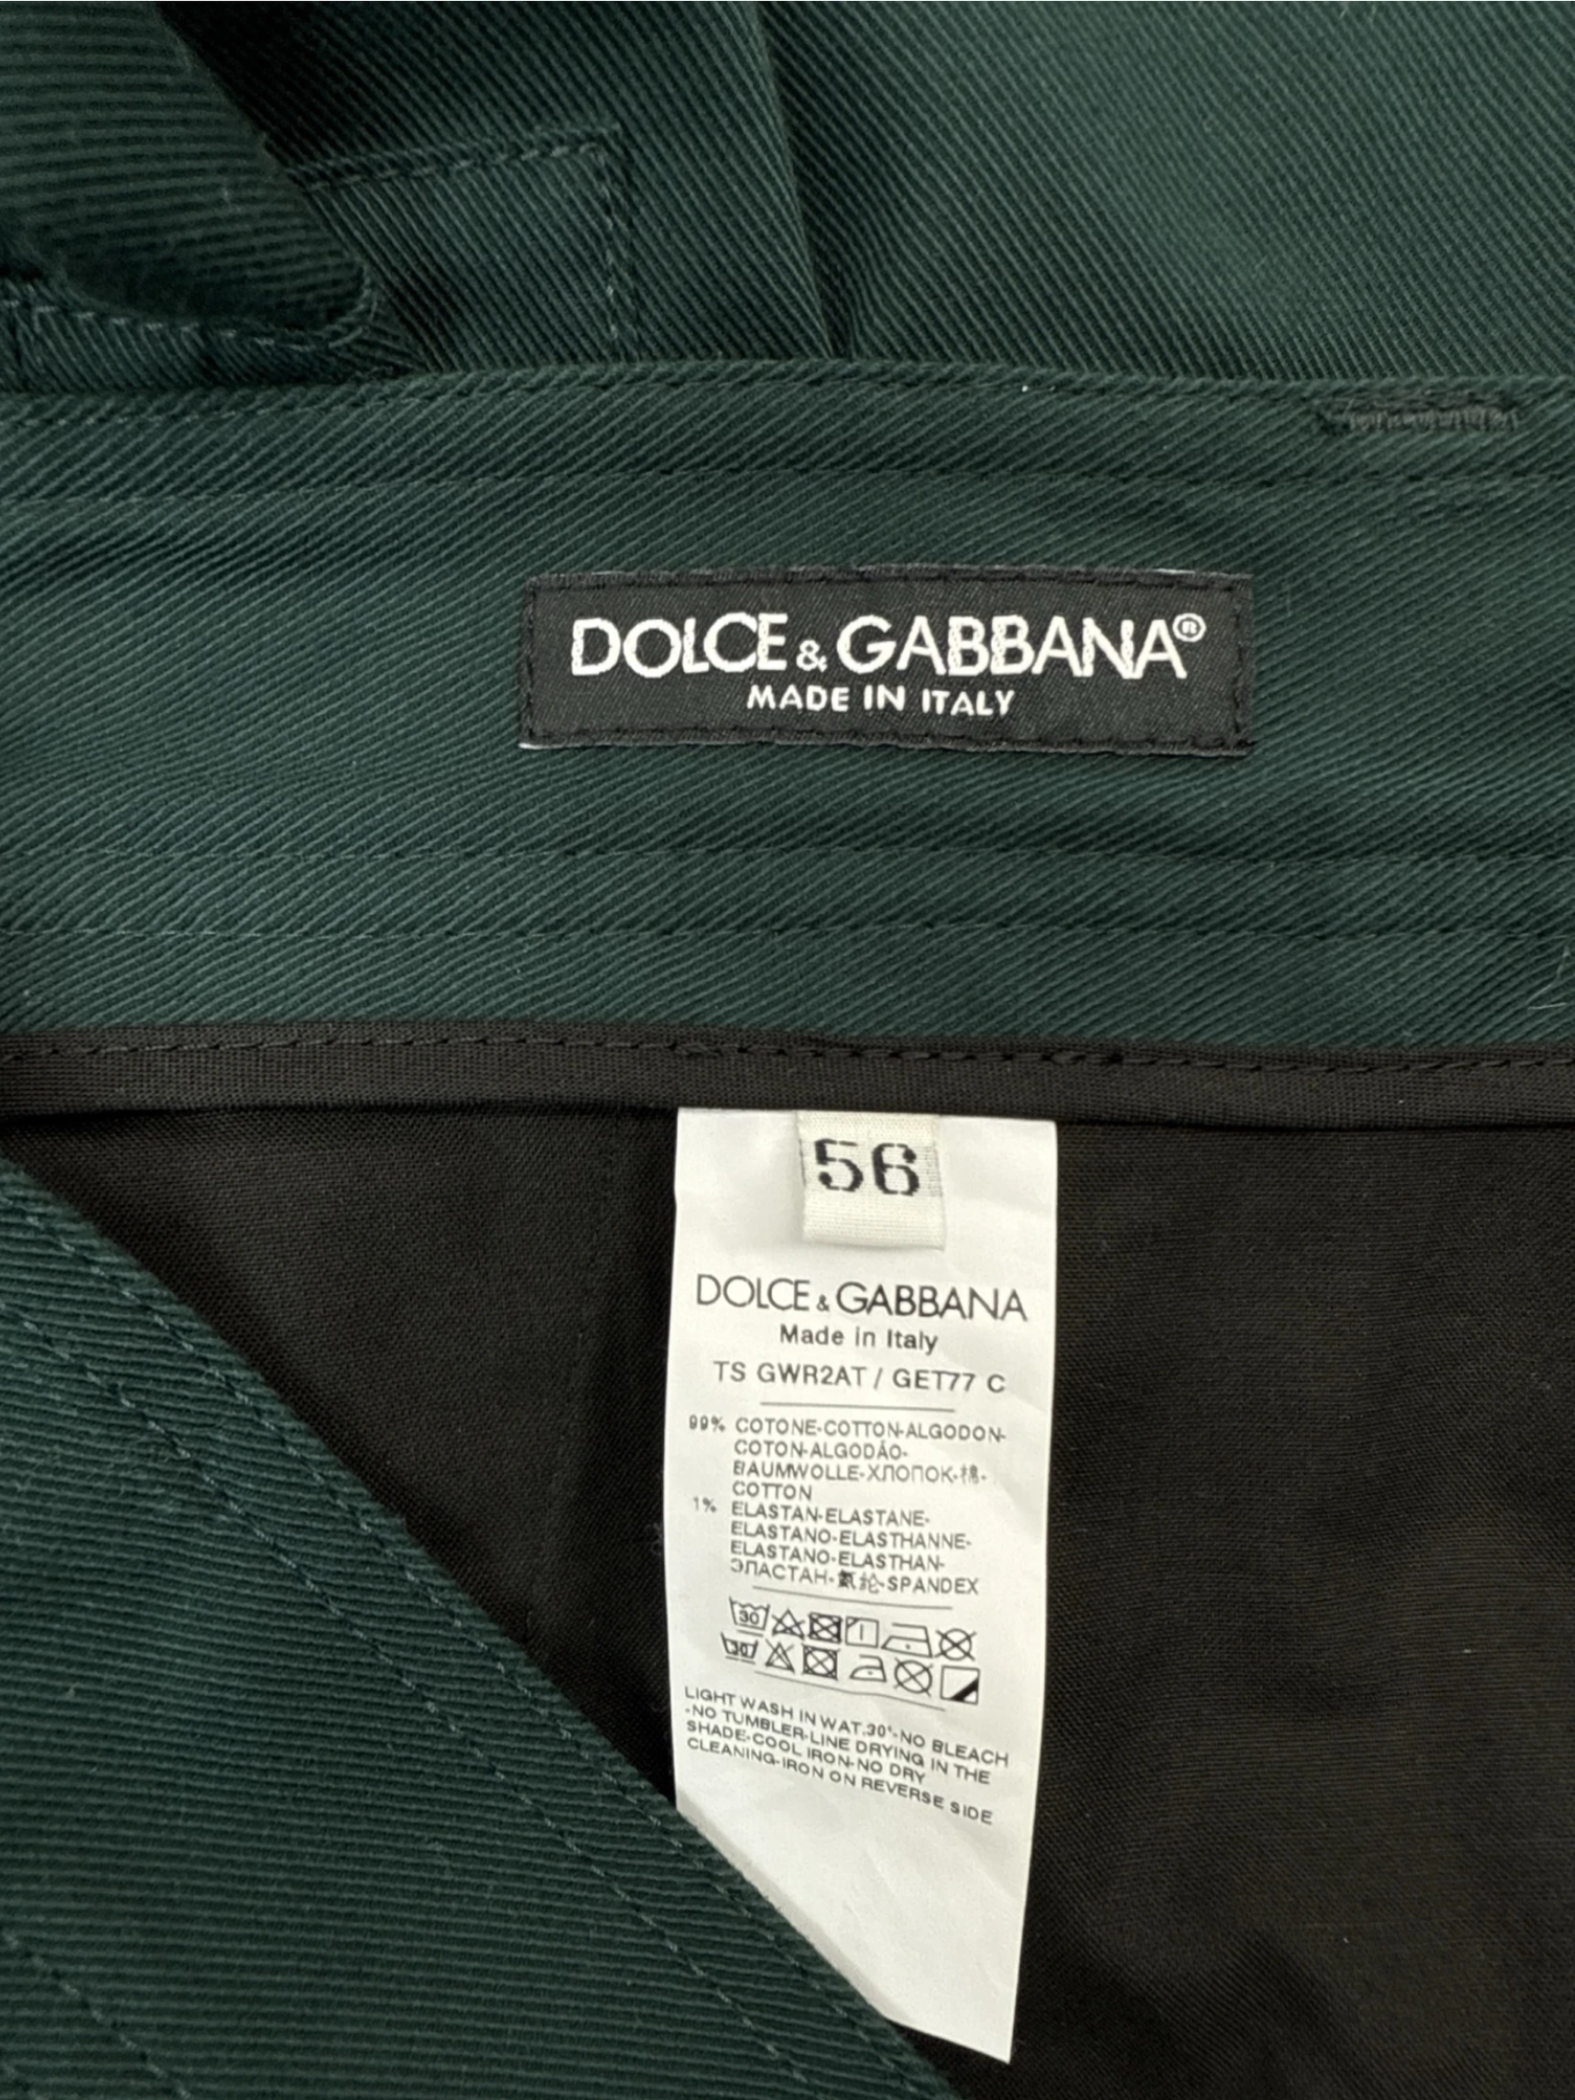 DOLCE & GABBANA®
MADE IN ITALY
56
DOLCE & GABBANA
Made in Italy
TS GWR2AT / GET77 C
99% COTONE-COTTON-ALGODON-
COTON-ALGODÃO-
BAUMWOLLE-ХЛОПОК-棉-
COTTON
1% ELASTAN-ELASTANE-
ELASTANO-ELASTHANNE-
ELASTANO-ELASTHAN-
ЭЛАСТАН-氨纶-SPANDEX
30
30
LIGHT WASH IN WAT.30°-NO BLEACH
-NO TUMBLER-LINE DRYING IN THE
SHADE-COOL IRON-NO DRY
CLEANING-IRON ON REVERSE SIDE